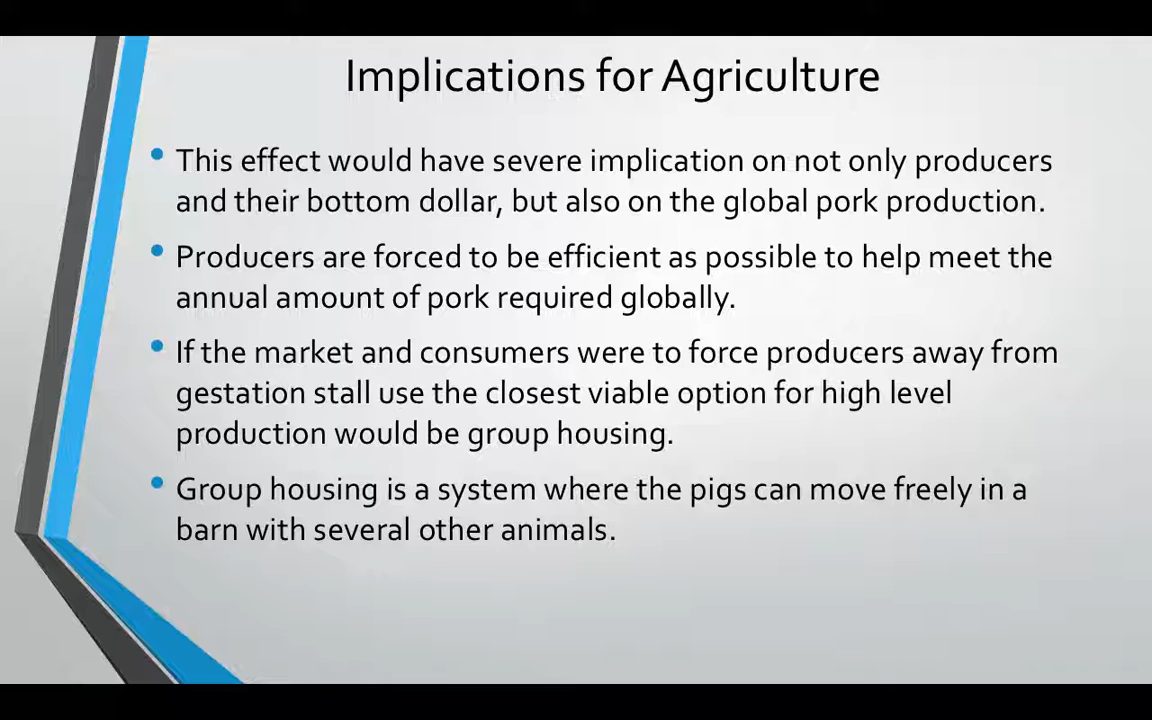 Implications for Agriculture
• This effect would have severe implication on not only producers
and their bottom dollar, but also on the global pork production.
• Producers are forced to be efficient as possible to help meet the
annual amount of pork required globally.
• If the market and consumers were to force producers away from
gestation stall use the closest viable option for high level
production would be group housing.
• Group housing is a system where the pigs can move freely in a
barn with several other animals.